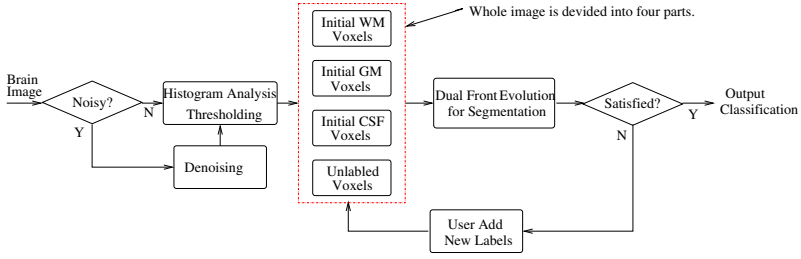 Whole image is devided into four parts.
Initial WM
Voxels
Brain
Image
Noisy?
N
Y
Histogram Analysis
Thresholding
Denoising
Initial GM
Voxels
Initial CSF
Voxels
Unlabled
Voxels
Dual Front Evolution
for Segmentation
Satisfied?
Y
N
Output
Classification
User Add
New Labels